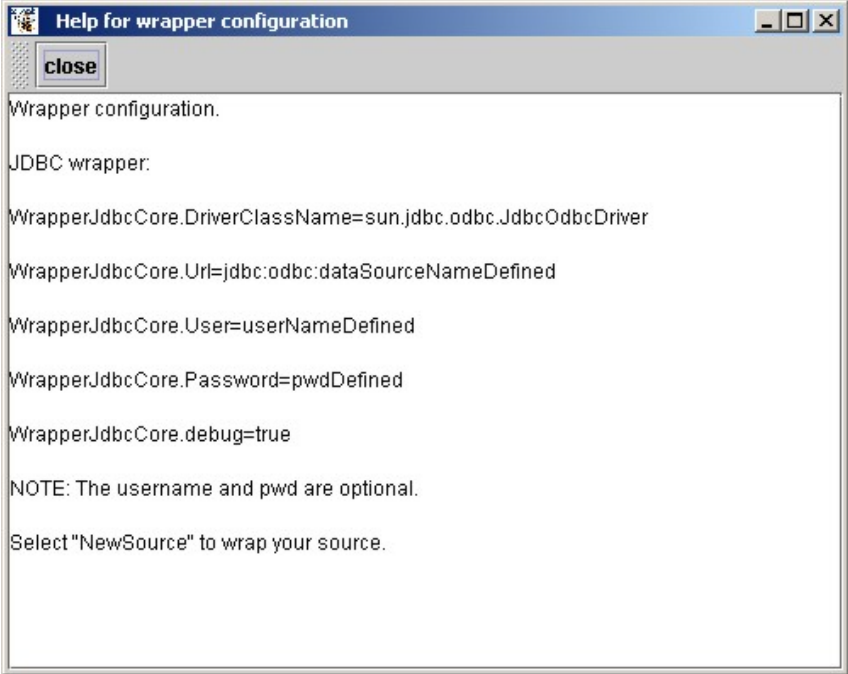 Help for wrapper configuration
close
Wrapper configuration.
JDBC wrapper:
WrapperJdbcCore.DriverClassName=sun.jdbc.odbc.JdbcOdbcDriver
WrapperJdbcCore.Url=jdbc:odbc:dataSourceNameDefined
WrapperJdbcCore.User=userNameDefined
WrapperJdbcCore.Password=pwdDefined
WrapperJdbcCore.debug=true
NOTE: The username and pwd are optional.
Select "NewSource" to wrap your source.